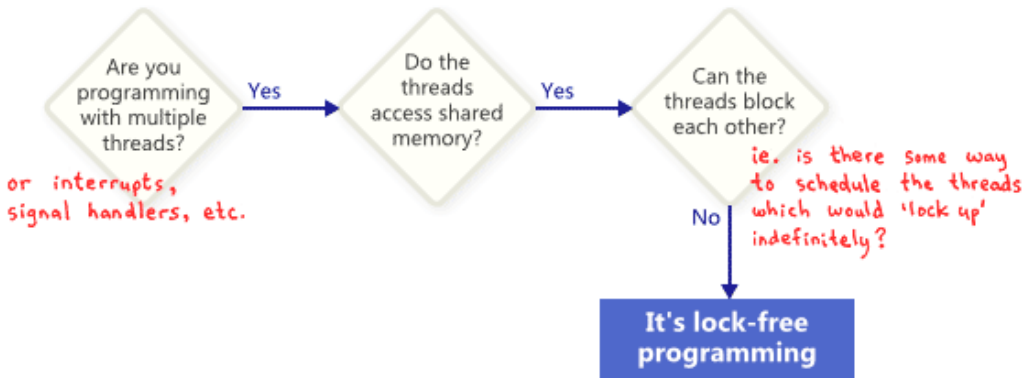 Are you
programming
with multiple
threads?
or interrupts,
signal handlers, etc.
Yes
Do the
threads
access shared
memory?
Yes
Can the
threads block
each other?
ie. is there some way
to schedule the threads
which would 'lock up'
indefinitely?
No
It's lock-free
programming